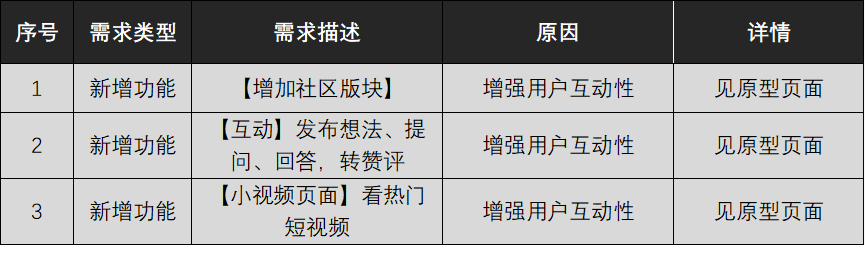 序号 需求类型 需求描述 原因 详情
1 新增功能 【增加社区版块】 增强用户互动性 见原型页面
2 新增功能 【互动】发布想法、提问、回答，转赞评 增强用户互动性 见原型页面
3 新增功能 【小视频页面】看热门短视频 增强用户互动性 见原型页面